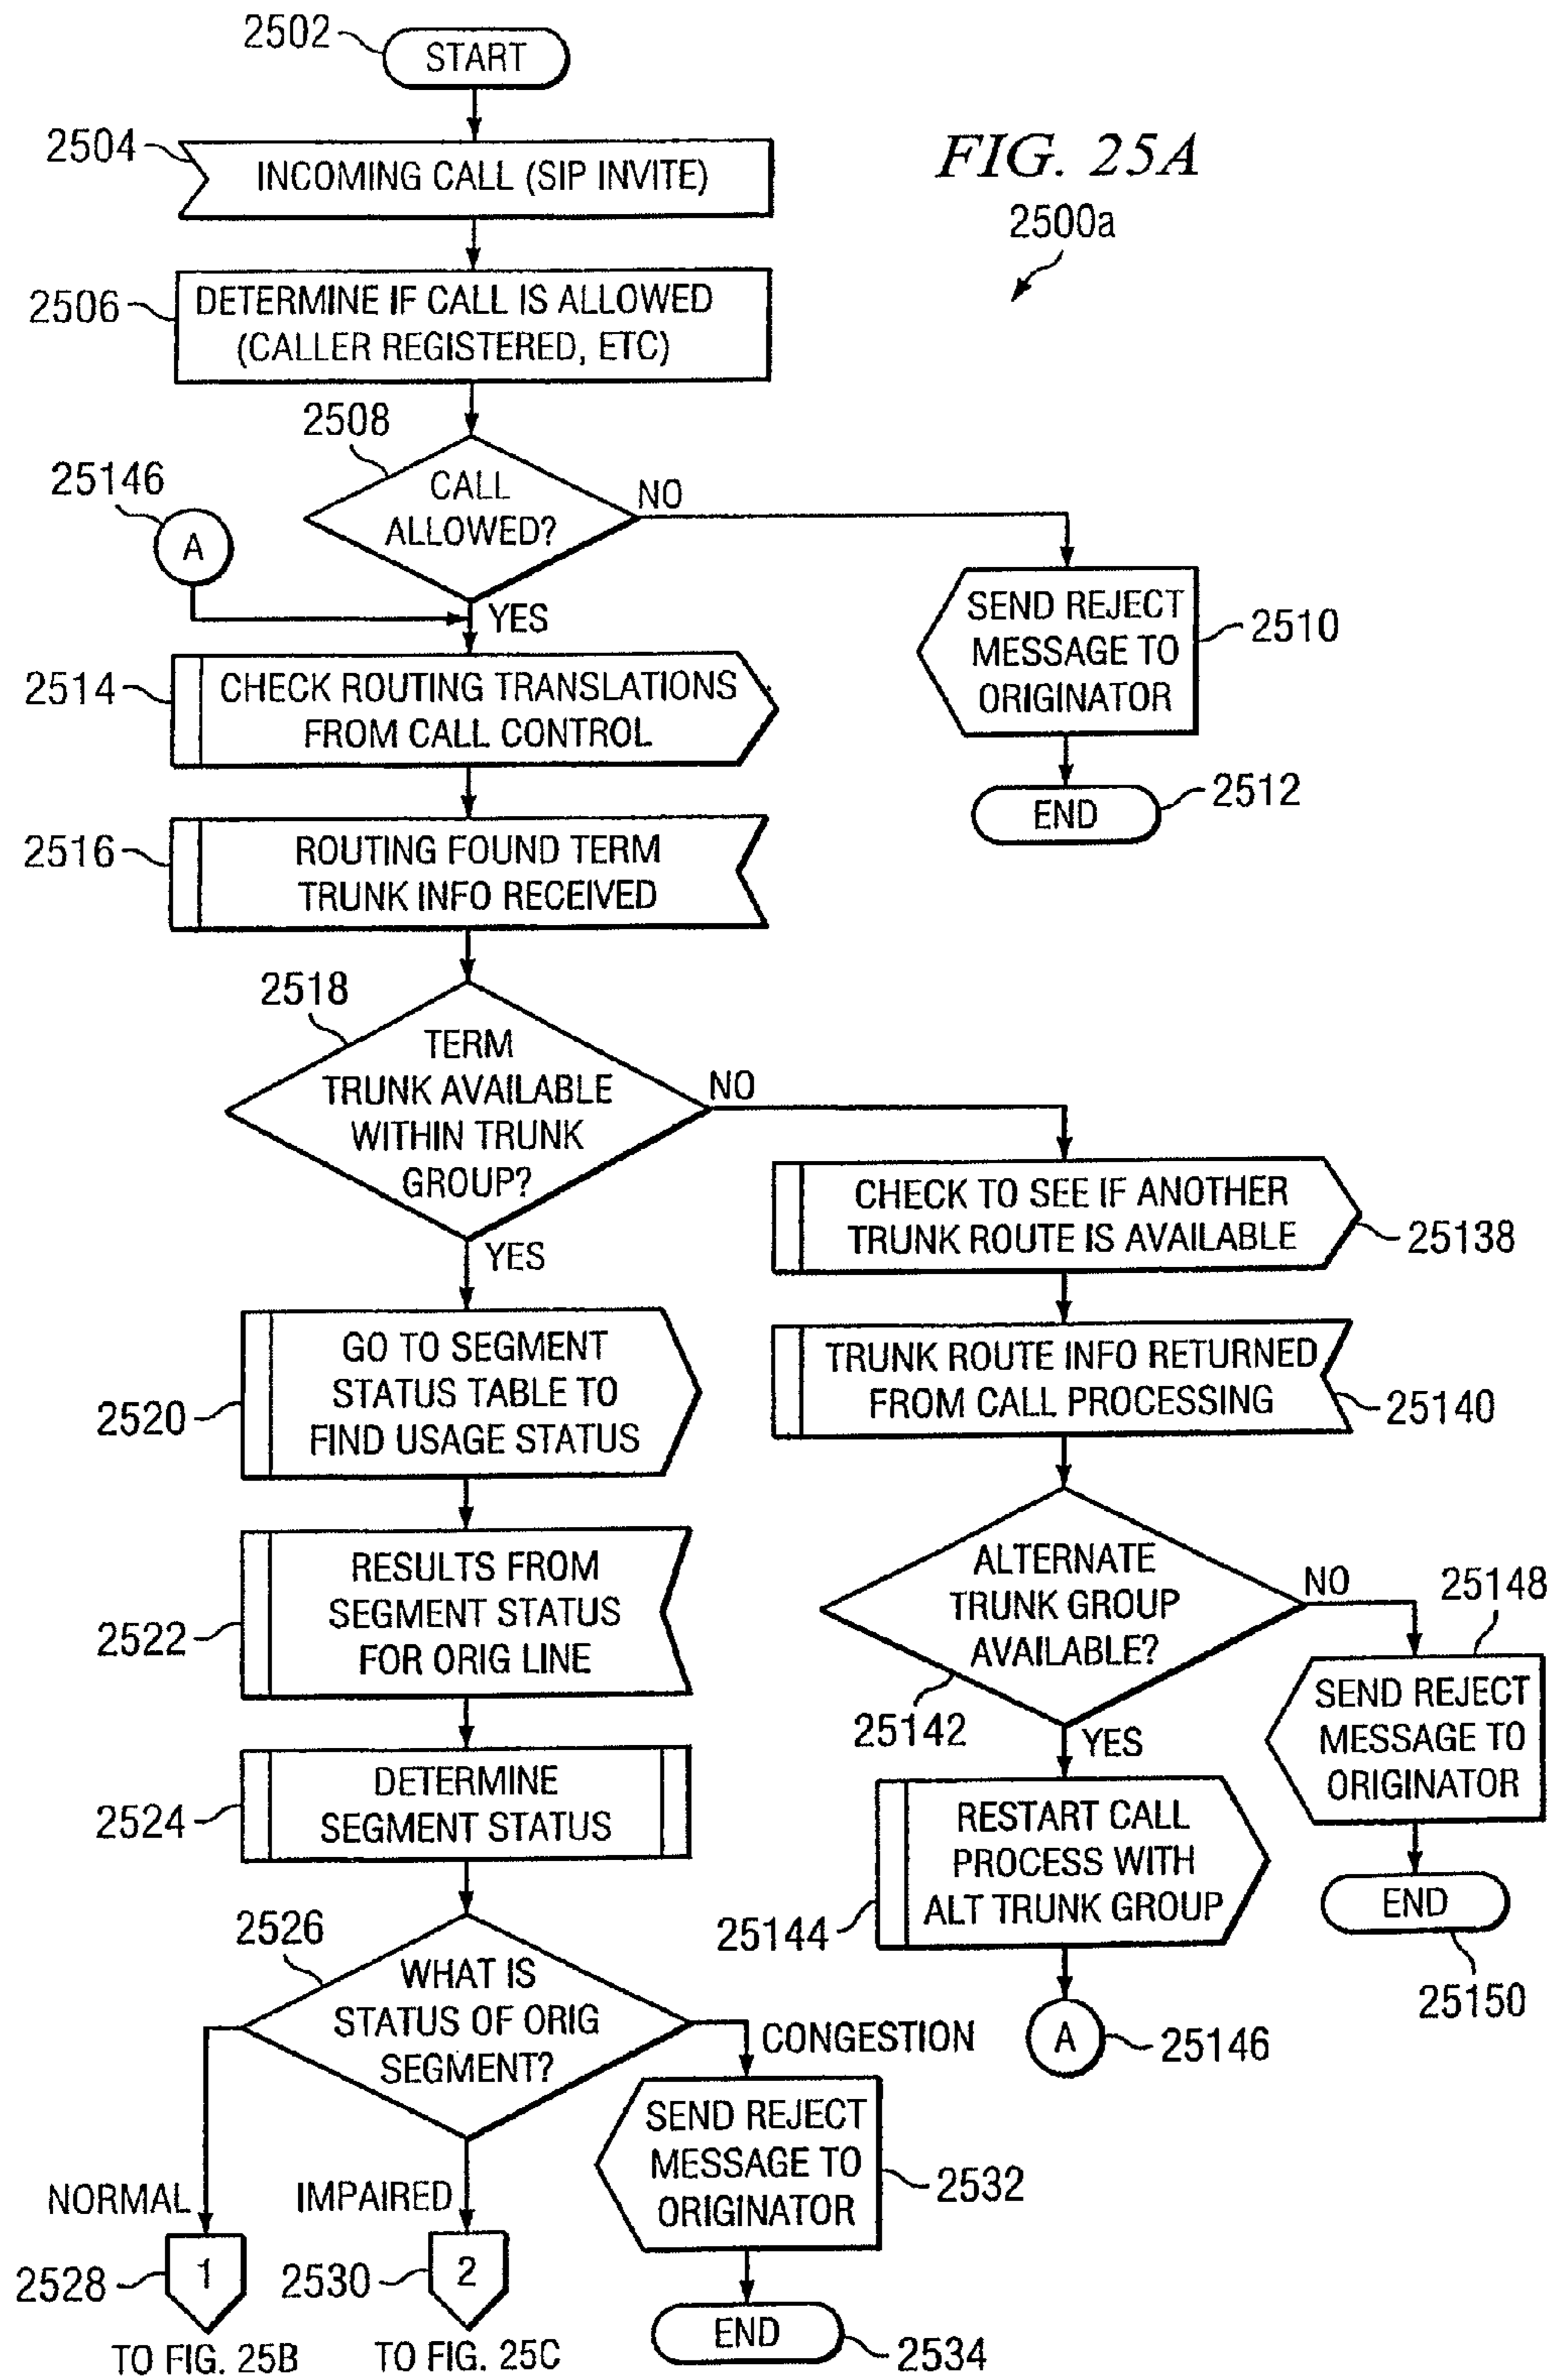 2502
START
FIG. 25A
2500a
2504
INCOMING CALL (SIP INVITE)
2506
DETERMINE IF CALL IS ALLOWED
(CALLER REGISTERED, ETC)
2508
CALL
ALLOWED?
NO
YES
25146
A
SEND REJECT
MESSAGE TO
ORIGINATOR
2510
END
2512
2514
CHECK ROUTING TRANSLATIONS
FROM CALL CONTROL
2516
ROUTING FOUND TERM
TRUNK INFO RECEIVED
2518
TERM
TRUNK AVAILABLE
WITHIN TRUNK
GROUP?
NO
YES
CHECK TO SEE IF ANOTHER
TRUNK ROUTE IS AVAILABLE
25138
TRUNK ROUTE INFO RETURNED
FROM CALL PROCESSING
25140
2520
GO TO SEGMENT
STATUS TABLE TO
FIND USAGE STATUS
2522
RESULTS FROM
SEGMENT STATUS
FOR ORIG LINE
ALTERNATE
TRUNK GROUP
AVAILABLE?
25142
NO
YES
25148
SEND REJECT
MESSAGE TO
ORIGINATOR
END
25150
2524
DETERMINE
SEGMENT STATUS
RESTART CALL
PROCESS WITH
ALT TRUNK GROUP
25144
A
25146
2526
WHAT IS
STATUS OF ORIG
SEGMENT?
CONGESTION
SEND REJECT
MESSAGE TO
ORIGINATOR
2532
END
2534
NORMAL
2528
1
TO FIG. 25B
IMPAIRED
2530
2
TO FIG. 25C